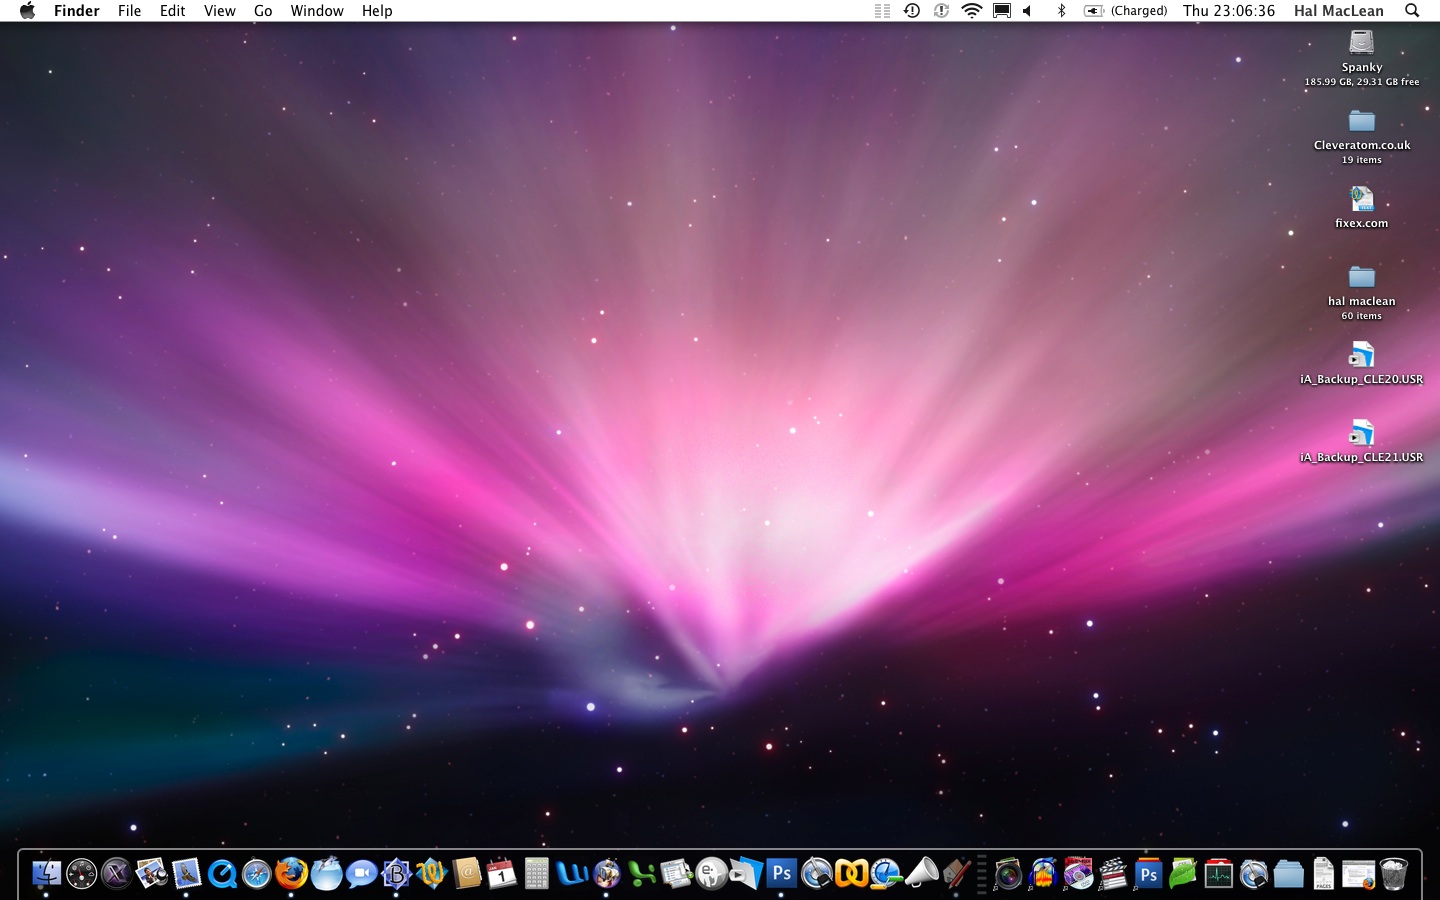 Finder File Edit View Go Window Help (Charged) Thu 23:06:36 Hal MacLean
Spanky
185.99 GB, 29.31 GB free
Cleveratom.co.uk
19 items
fixex.com
hal maclean
60 items
iA_Backup_CLE20.USR
iA_Backup_CLE21.USR
1
Ps
Ps
PAGES